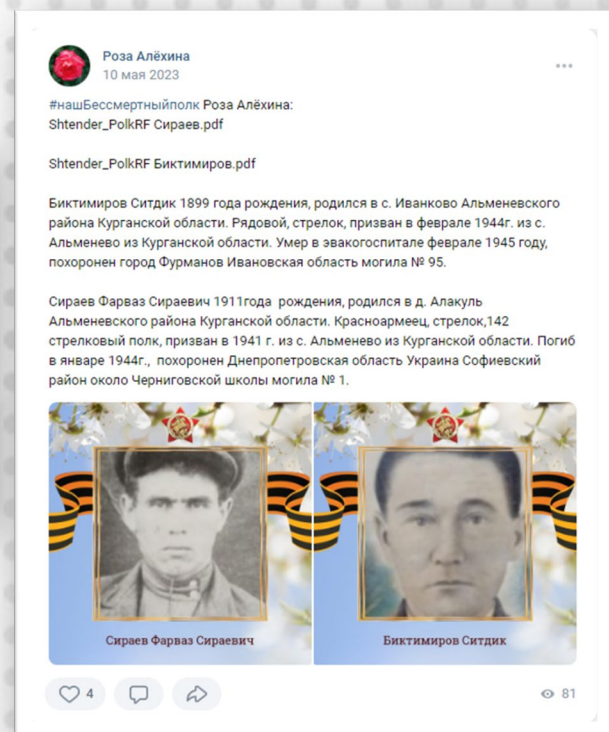 Роза Алёхина
10 мая 2023
#нашБессмертныйполк Роза Алёхина:
Shtender_PolkRF Сираев.pdf
Shtender_PolkRF Биктимиров.pdf
Биктимиров Ситдик 1899 года рождения, родился в с. Иванково Альменевского
района Курганской области. Рядовой, стрелок, призван в феврале 1944г. из с.
Альменево из Курганской области. Умер в эвакогоспитале феврале 1945 году,
похоронен город Фурманов Ивановская область могила № 95.
Сираев Фарваз Сираевич 1911года  рождения, родился в д. Алакуль
Альменевского района Курганской области. Красноармеец, стрелок,142
стрелковый полк, призван в 1941 г. из с. Альменево из Курганской области. Погиб
в январе 1944г.,  похоронен Днепропетровская область Украина Софиевский
район около Черниговской школы могила № 1.
Сираев Фарваз Сираевич
Биктимиров Ситдик
4
81